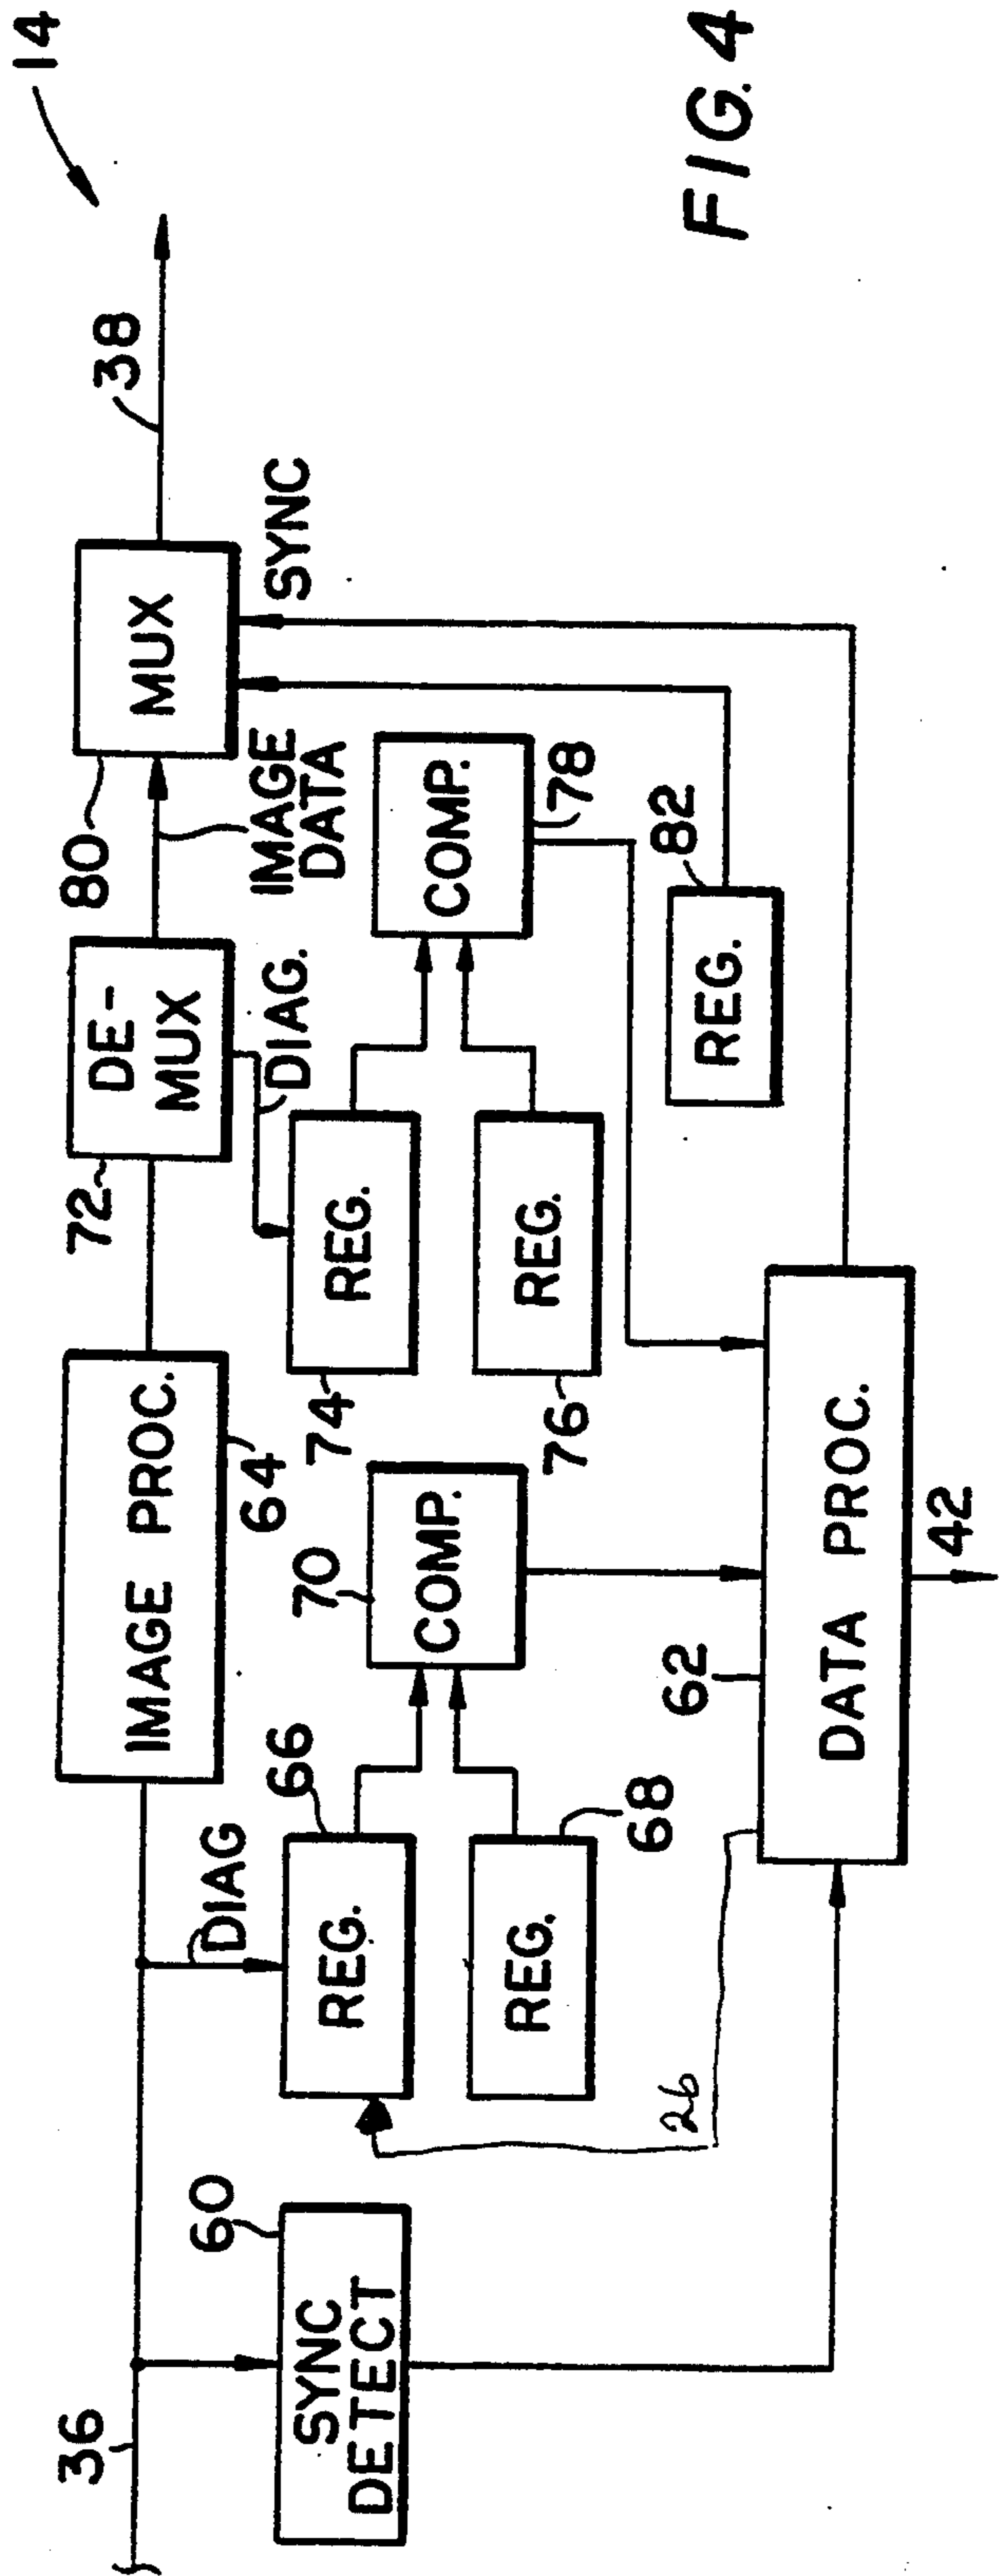 14
36
60
SYNC
DETECT
DIAG
66
REG.
68
REG.
26
IMAGE PROC.
64
70
COMP.
62
DATA PROC.
42
72
DE-
MUX
DIAG.
74
REG.
76
REG.
IMAGE
DATA
COMP.
78
80
MUX
SYNC
82
REG.
38
FIG. 4